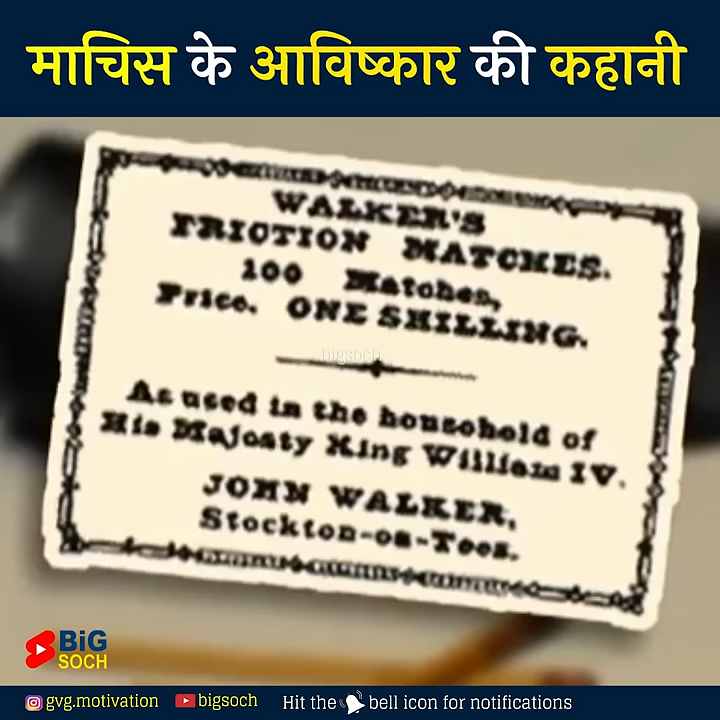 माचिस के आविष्कार की कहानी
WALKER'S
FRICTION MATCHES.
100 Matches,
Price. ONE SHILLING.
bigsoch
As used in the household of
His Majesty King William IV.
JOHN WALKER,
Stockton-on-Tees.
BiG
SOCH
gvg.motivation bigsoch Hit the bell icon for notifications